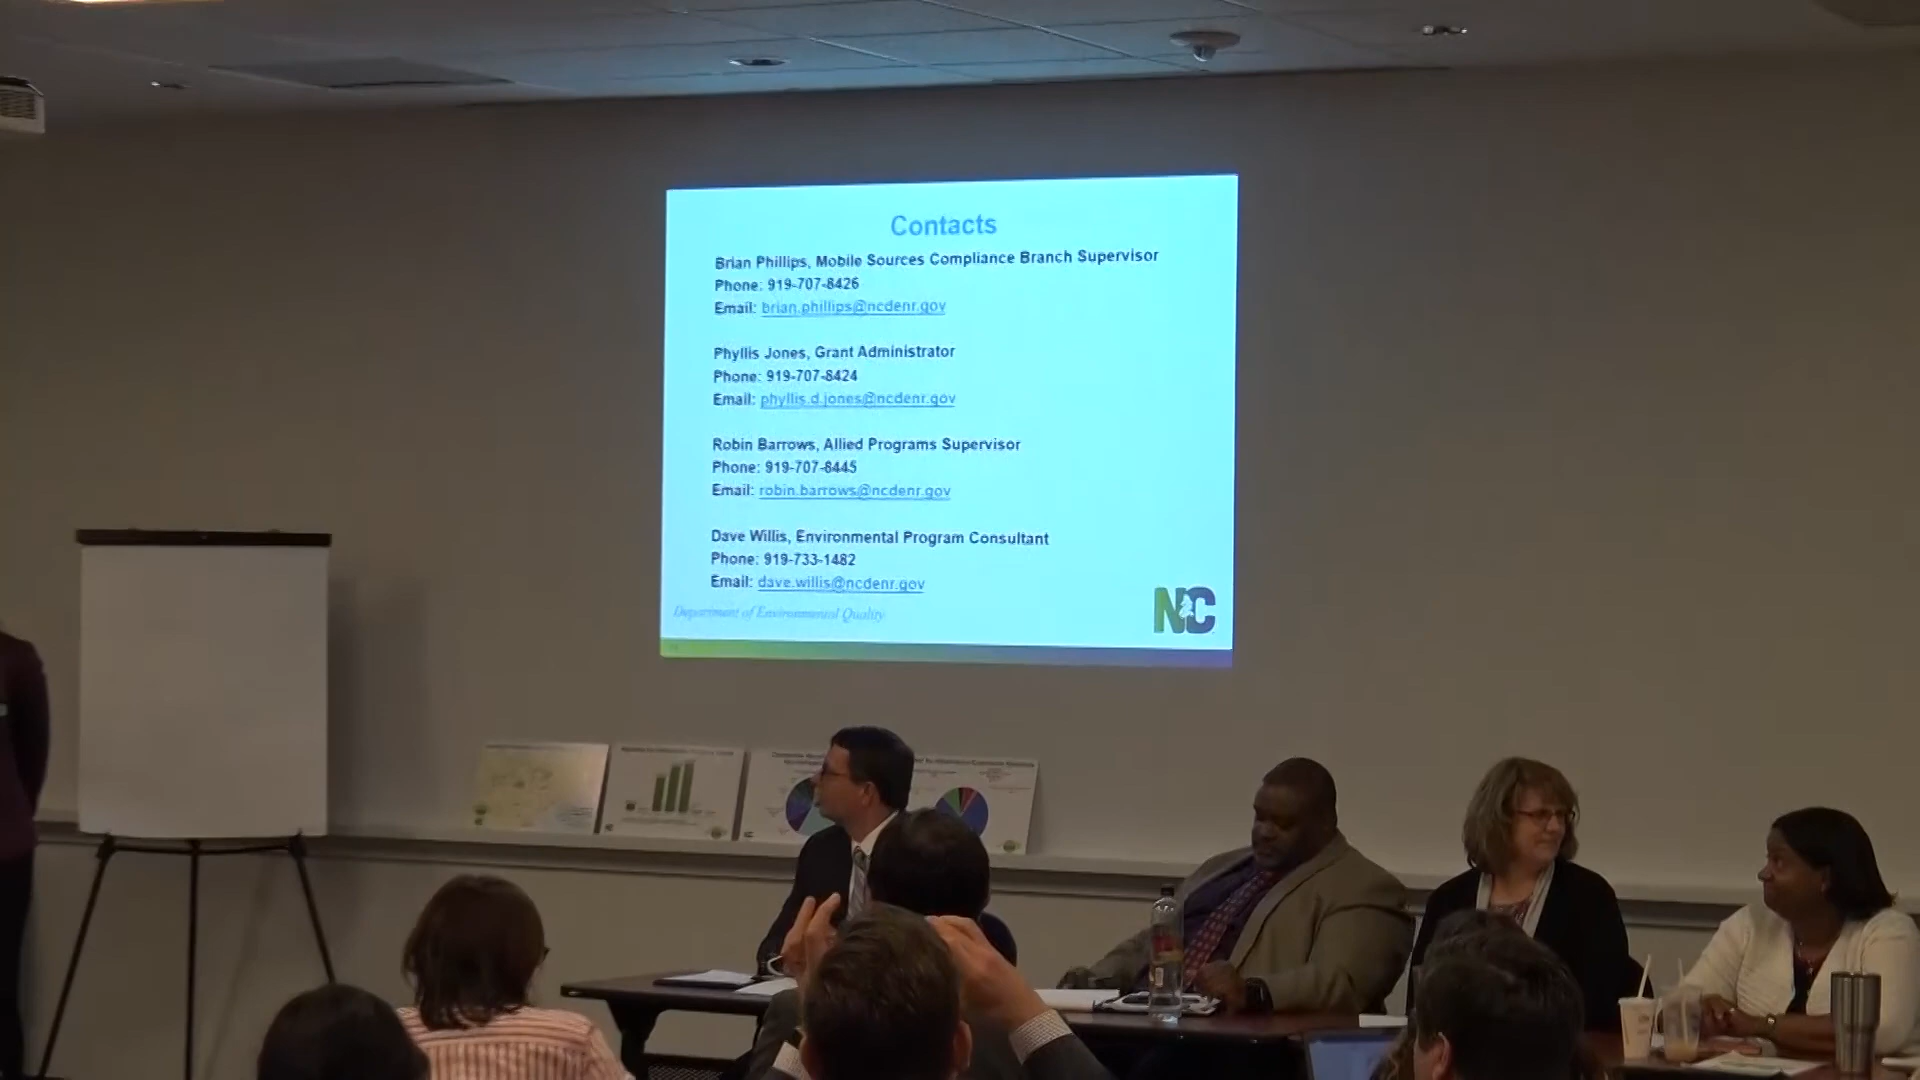 Contacts
Brian Phillips, Mobile Sources Compliance Branch Supervisor
Phone: 919-707-8426
Email: brian.phillips@ncdenr.gov
Phyllis Jones, Grant Administrator
Phone: 919-707-8424
Email: phyllis.d.jones@ncdenr.gov
Robin Barrows, Allied Programs Supervisor
Phone: 919-707-8445
Email: robin.barrows@ncdenr.gov
Dave Willis, Environmental Program Consultant
Phone: 919-733-1482
Email: dave.willis@ncdenr.gov
Department of Environmental Quality
NC